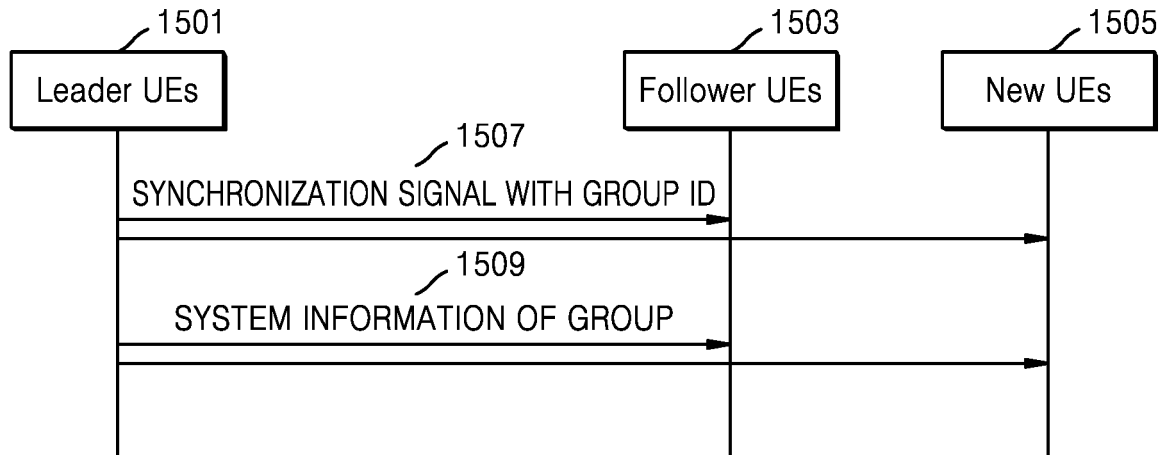 1501
1503
1505
Leader UEs
Follower UEs
New UEs
1507
SYNCHRONIZATION SIGNAL WITH GROUP ID
1509
SYSTEM INFORMATION OF GROUP